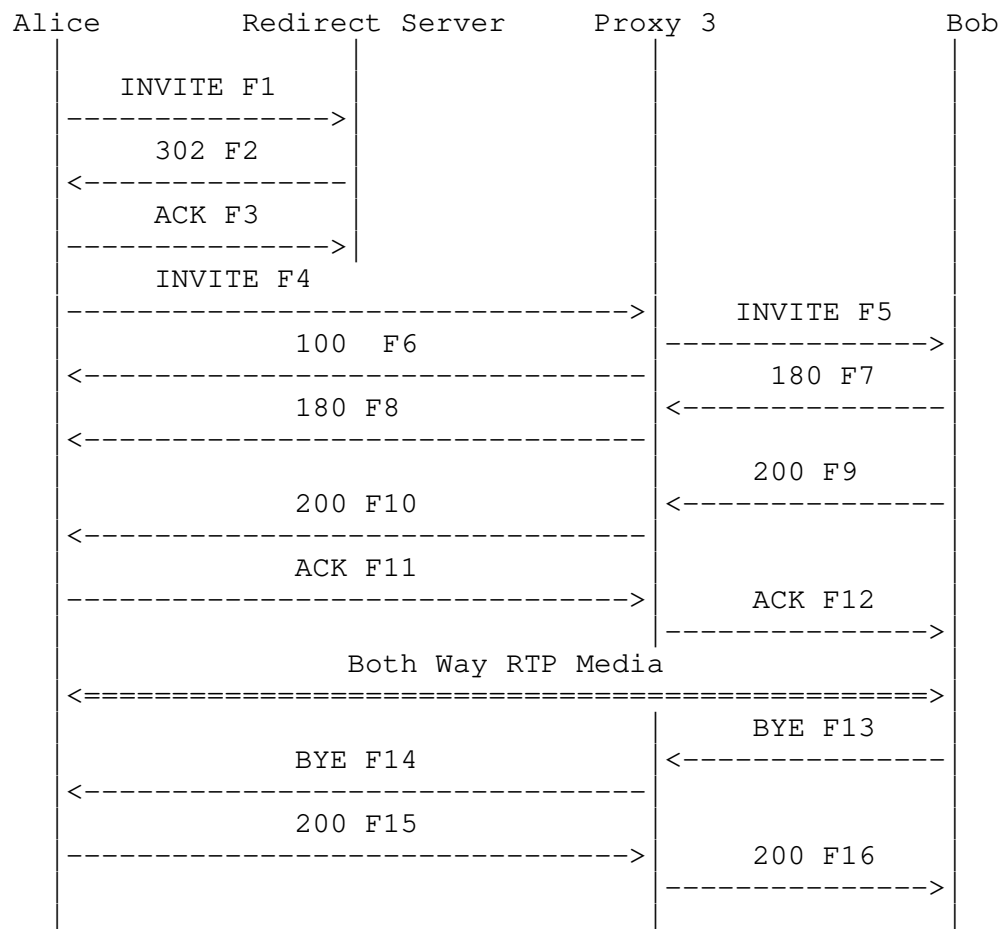 Alice Redirect Server Proxy 3 Bob
INVITE F1
302 F2
ACK F3
INVITE F4
INVITE F5
100 F6
180 F7
180 F8
200 F9
200 F10
ACK F11
ACK F12
Both Way RTP Media
BYE F13
BYE F14
200 F15
200 F16